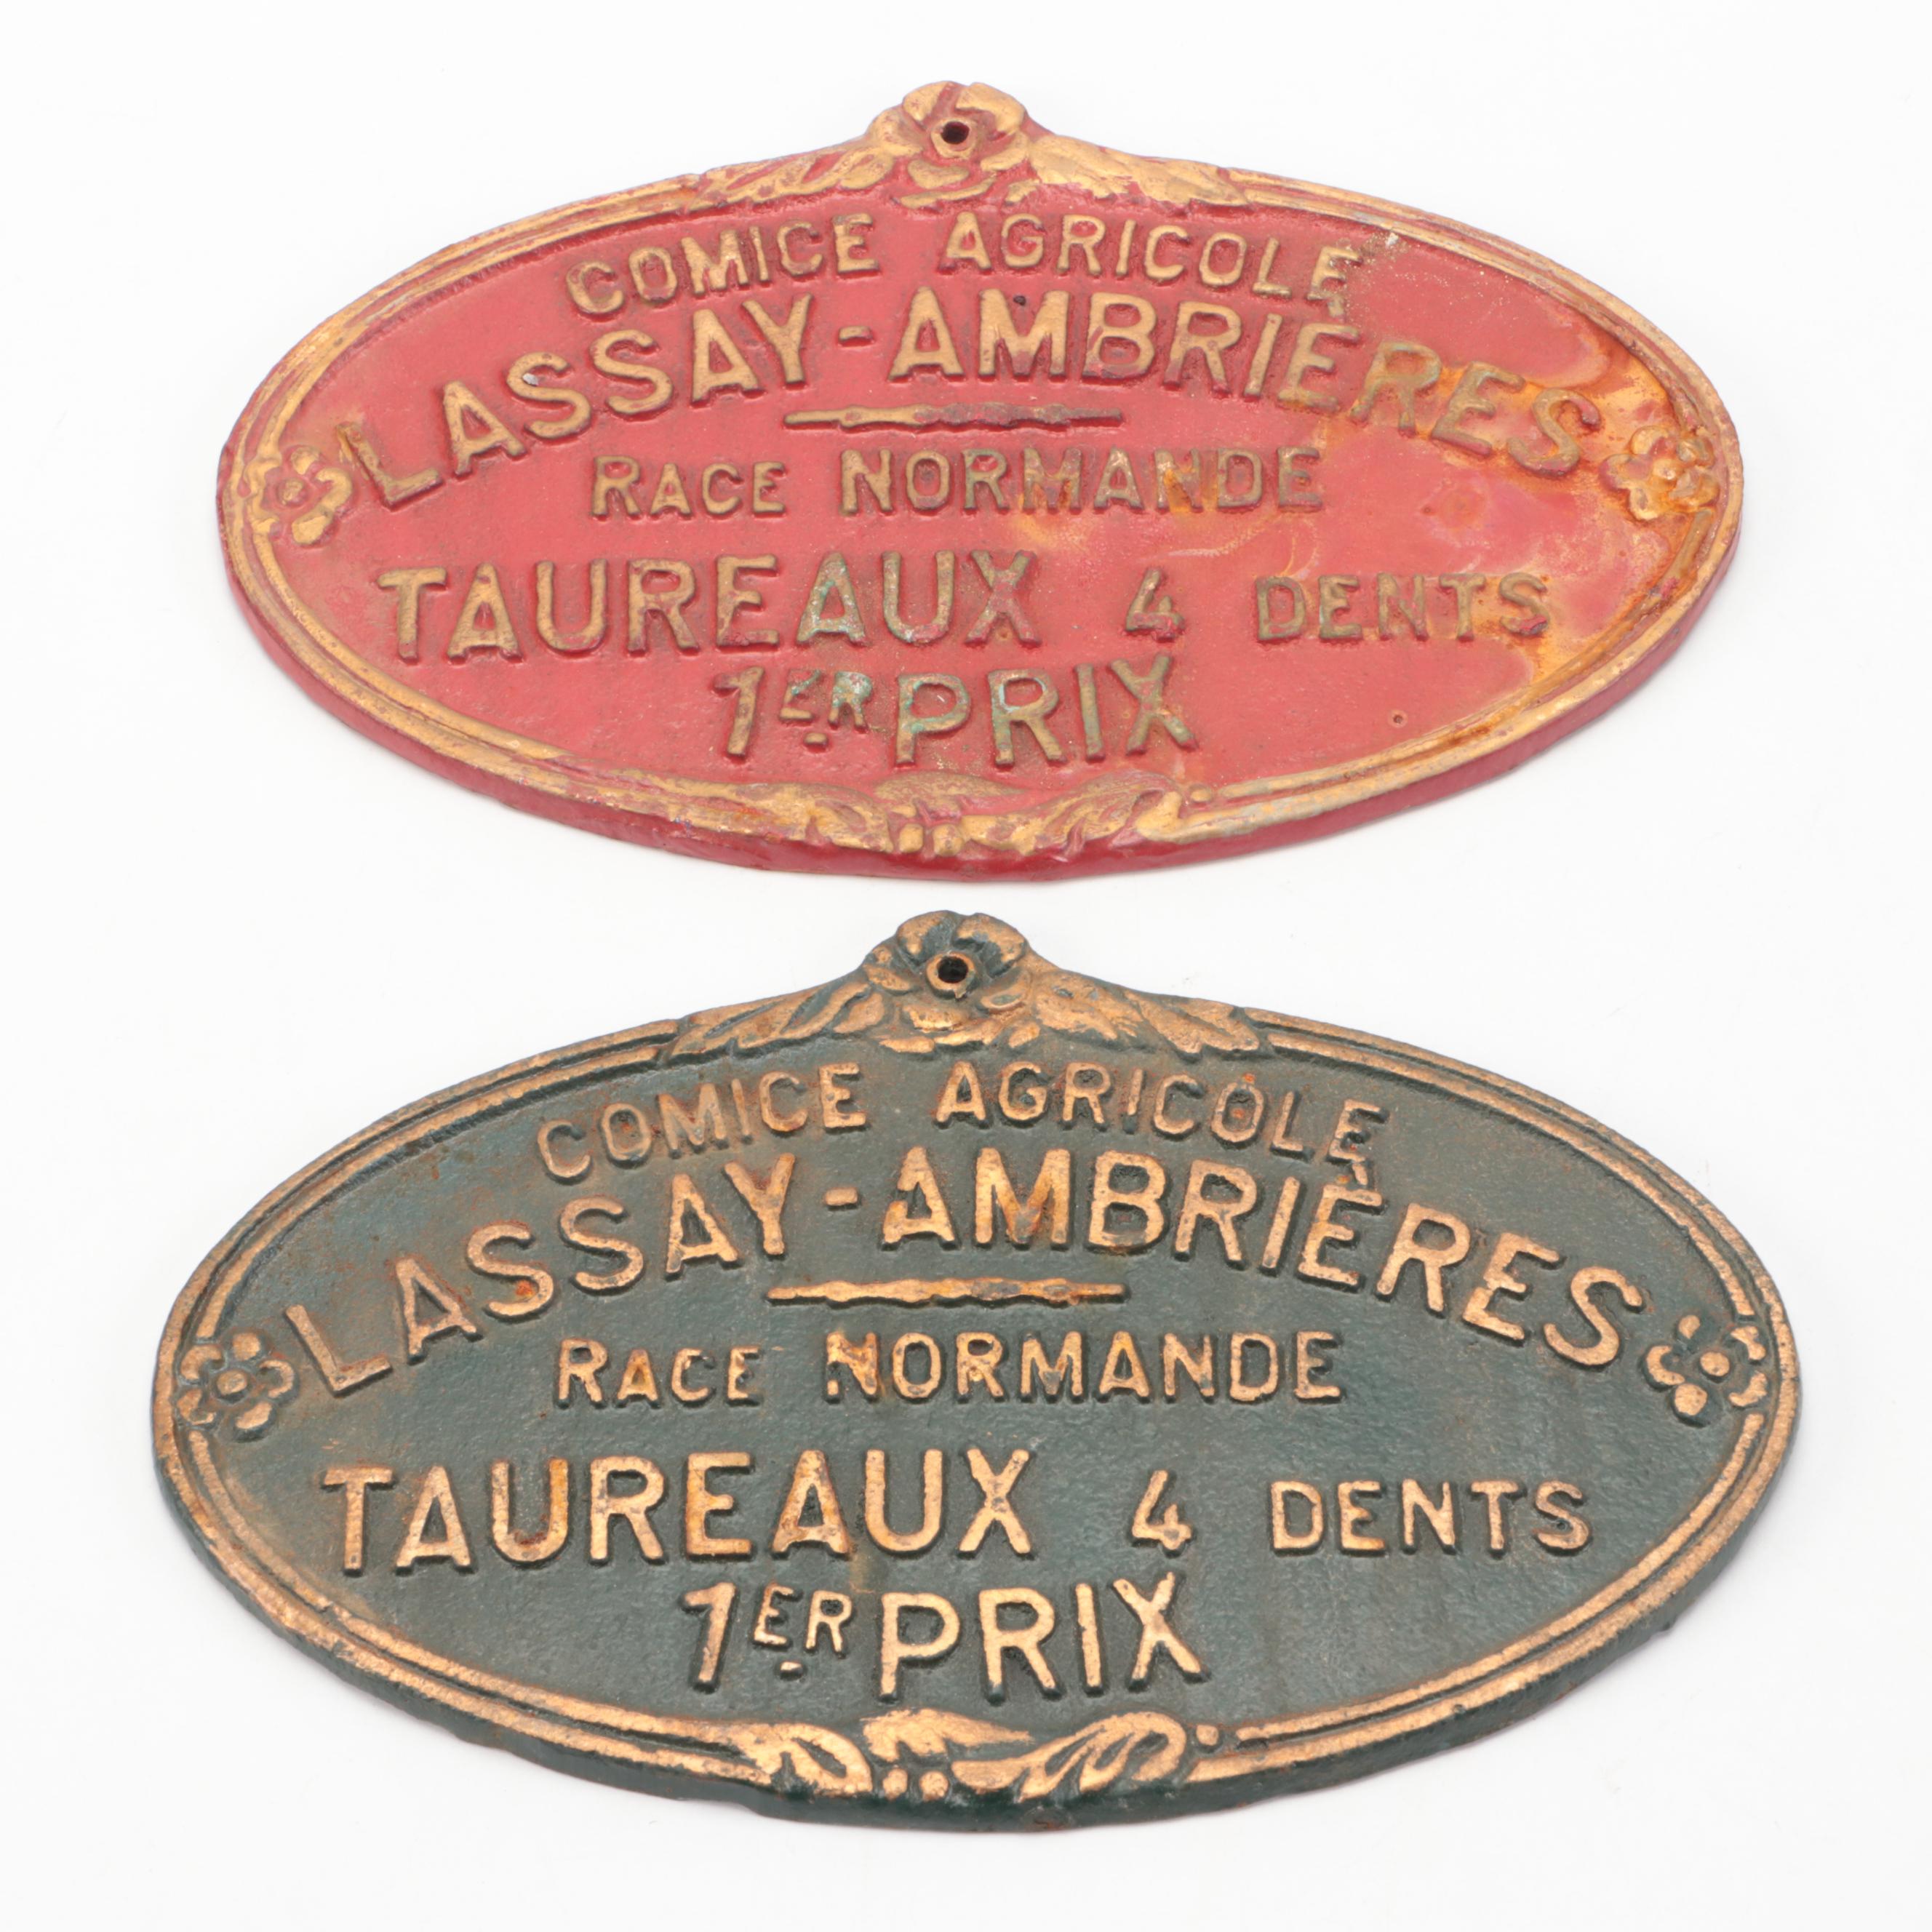 COMICE AGRICOLE
LASSAY-AMBRIÈRES
RACE NORMANDE
TAUREAUX 4 DENTS
1ER PRIX
COMICE AGRICOLE
LASSAY-AMBRIÈRES
RACE NORMANDE
TAUREAUX 4 DENTS
1ER PRIX